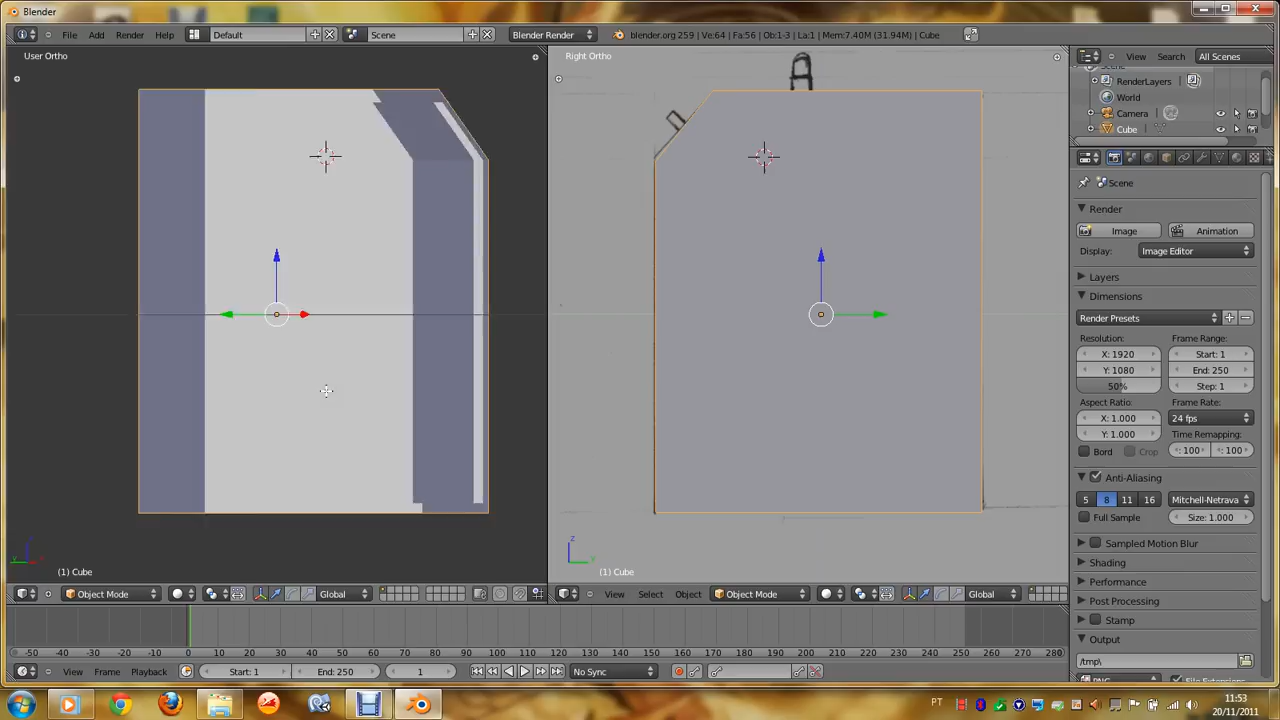 Blender
File Add Render Help Default Scene Blender Render blender.org 259 | Ve:64 | Fa:56 | Ob:1-3 | La:1 | Mem:7.40M (31.94M) | Cube
View Search All Scenes
User Ortho
Right Ortho
RenderLayers
World
Camera
Cube
Scene
Render
Image Animation
Display: Image Editor
Layers
Dimensions
Render Presets
Resolution: Frame Range:
X: 1920 Start: 1
Y: 1080 End: 250
50% Step: 1
Aspect Ratio: Frame Rate:
X: 1.000 24 fps
Y: 1.000 Time Remapping:
Bord Crop : 100 : 100
Anti-Aliasing
5 8 11 16 Mitchell-Netrava
Full Sample Size: 1.000
Sampled Motion Blur
Shading
Performance
Post Processing
Stamp
Output
/tmp\
PNG File Extensions
z y
(1) Cube
(1) Cube
Object Mode Global
View Select Object Object Mode Global
-50 -40 -30 -20 -10 0 10 20 30 40 50 60 70 80 90 100 110 120 130 140 150 160 170 180 190 200 210 220 230 240 250 260 270 280
View Frame Playback Start: 1 End: 250 1 No Sync
PT 11:53
20/11/2011